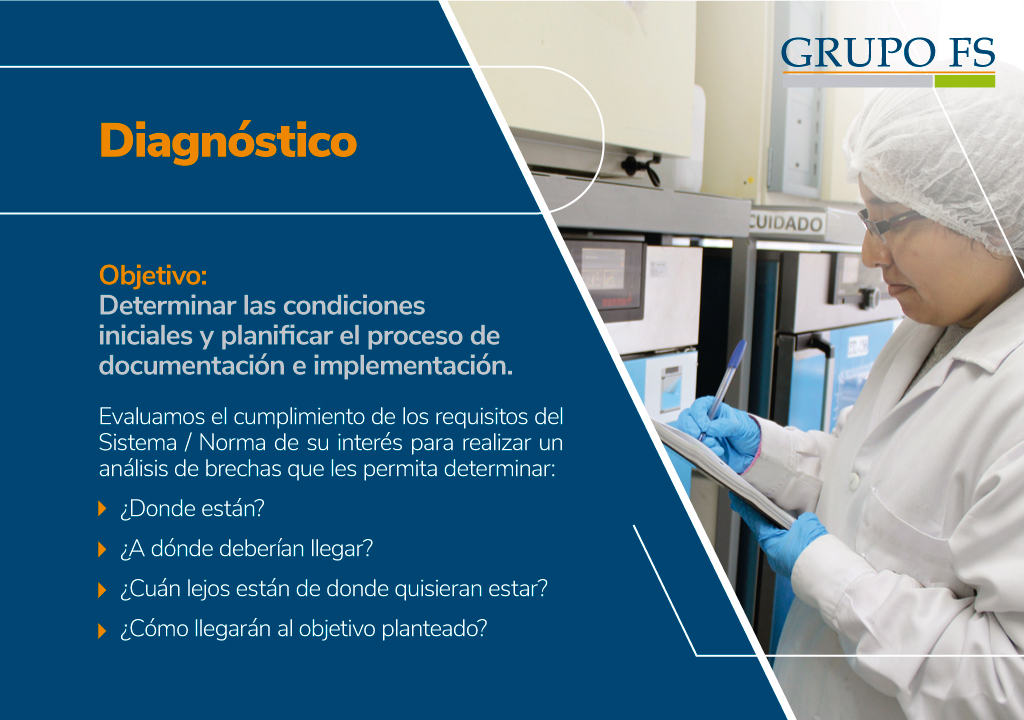 GRUPO FS
Diagnóstico
CUIDADO
Objetivo:
Determinar las condiciones
iniciales y planificar el proceso de
documentación e implementación.
Evaluamos el cumplimiento de los requisitos del
Sistema / Norma de su interés para realizar un
análisis de brechas que les permita determinar:
¿Donde están?
¿A dónde deberían llegar?
¿Cuán lejos están de donde quisieran estar?
¿Cómo llegarán al objetivo planteado?